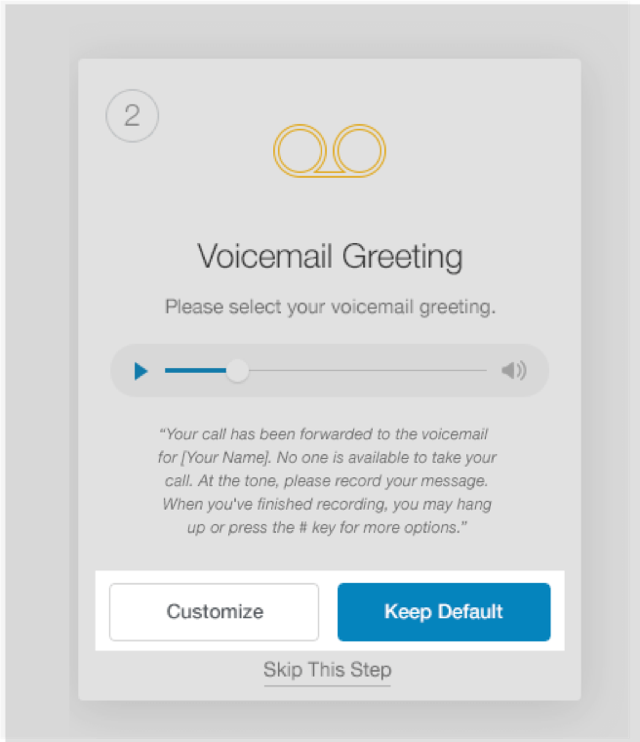 2
Voicemail Greeting
Please select your voicemail greeting.
“Your call has been forwarded to the voicemail
for [Your Name]. No one is available to take your
call. At the tone, please record your message.
When you've finished recording, you may hang
up or press the # key for more options.”
Customize
Keep Default
Skip This Step